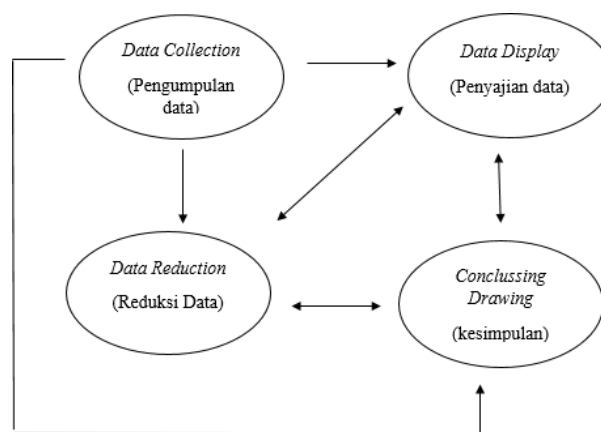 Data Collection
(Pengumpulan
data)
Data Display
(Penyajian data)
Data Reduction
(Reduksi Data)
Conclussing
Drawing
(kesimpulan)